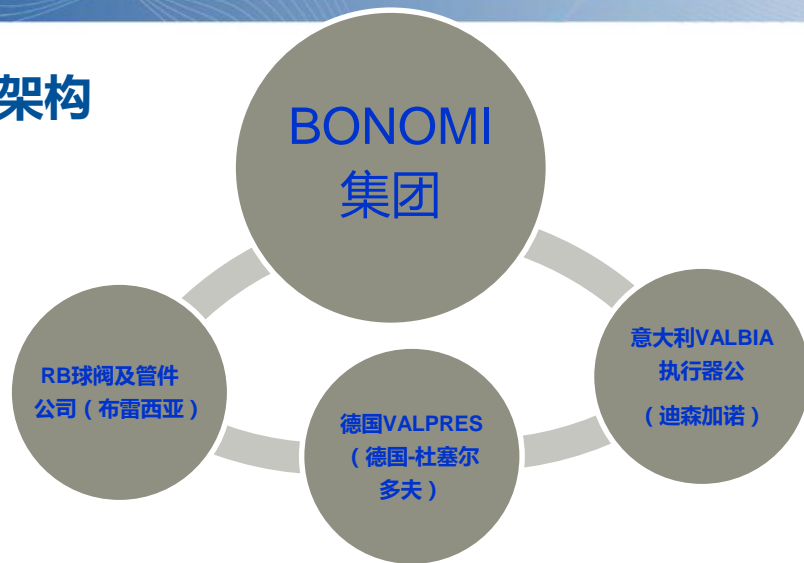 架构
BONOMI
集团
RB球阀及管件
公司（布雷西亚）
德国VALPRES
（德国-杜塞尔
多夫）
意大利VALBIA
执行器公
（迪森加诺）